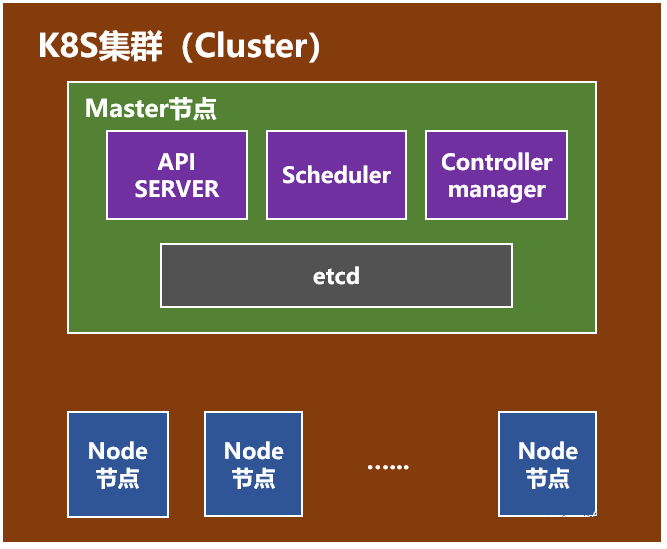 K8S集群（Cluster）
Master节点
API
SERVER
Scheduler
Controller
manager
etcd
Node
节点
Node
节点
······
Node
节点